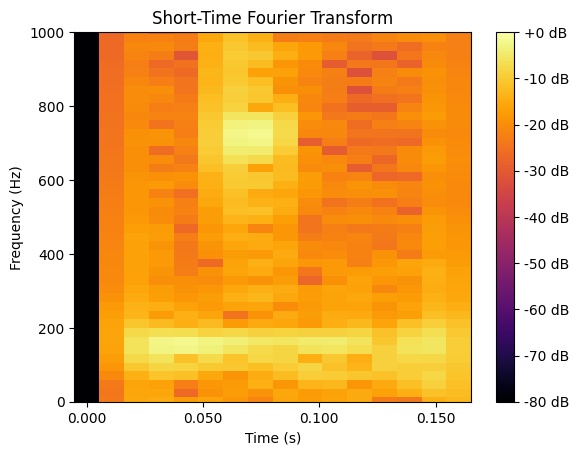 Short-Time Fourier Transform
1000
800
600
400
200
0
Frequency (Hz)
0.000
0.050
0.100
0.150
Time (s)
+0 dB
-10 dB
-20 dB
-30 dB
-40 dB
-50 dB
-60 dB
-70 dB
-80 dB